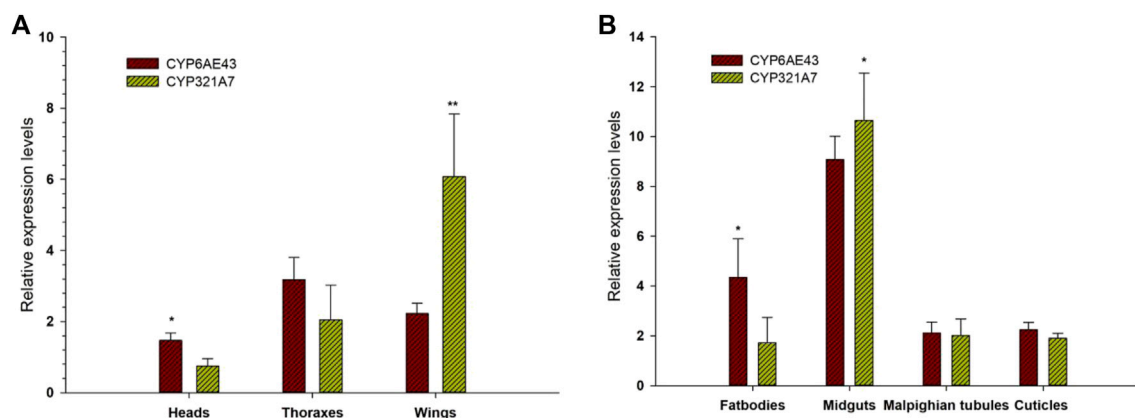 A
Relative expression levels
10
8
6
4
2
0
CYP6AE43
CYP321A7
*
**
Heads Thoraxes Wings
B
Relative expression levels
14
12
10
8
6
4
2
0
CYP6AE43
CYP321A7
*
*
Fatbodies Midguts Malpighian tubules Cuticles